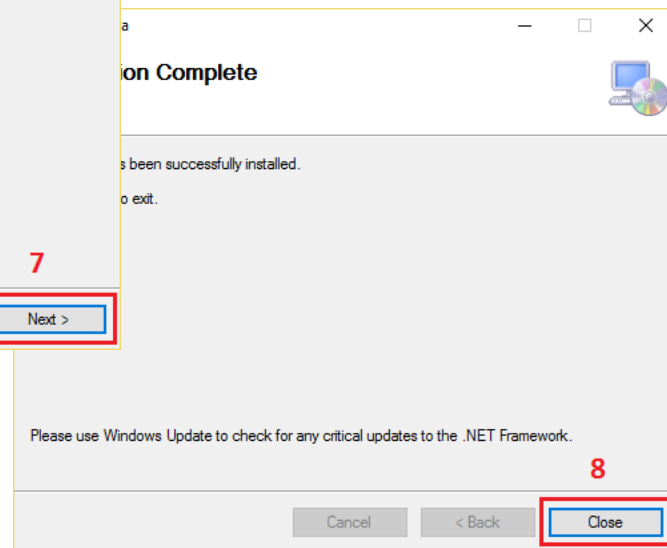 a
ion Complete
s been successfully installed.
o exit.
7
Next >
Please use Windows Update to check for any critical updates to the .NET Framework.
8
Cancel
< Back
Close